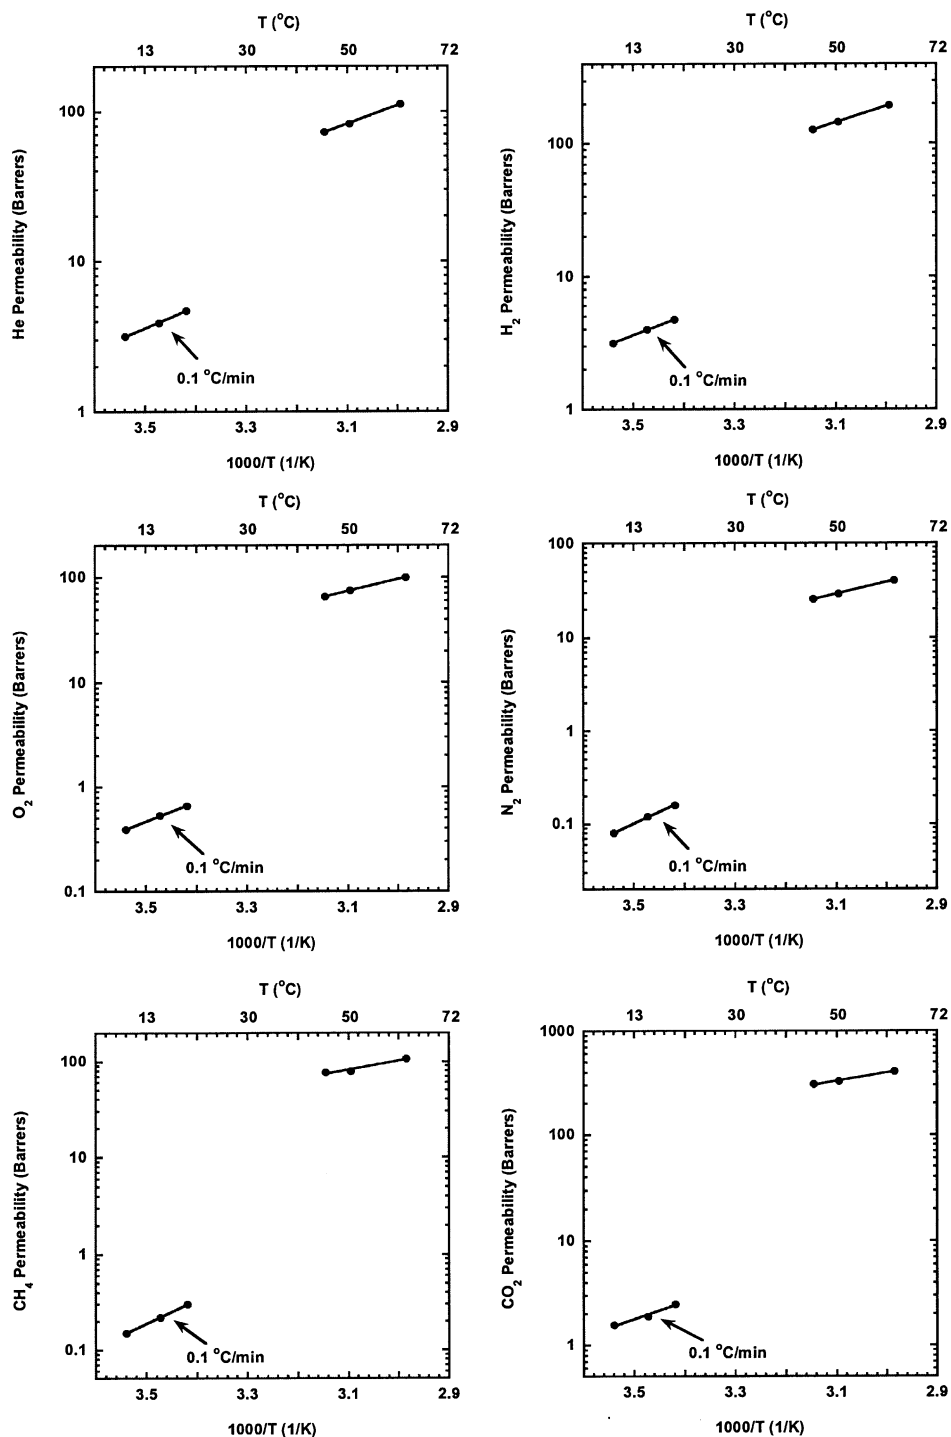 T (°C)
13 30 50 72
He Permeability (Barrers)
100
10
1
0.1 °C/min
3.5 3.3 3.1 2.9
1000/T (1/K)
T (°C)
13 30 50 72
H₂ Permeability (Barrers)
100
10
1
0.1 °C/min
3.5 3.3 3.1 2.9
1000/T (1/K)
T (°C)
13 30 50 72
O₂ Permeability (Barrers)
100
10
1
0.1
0.1 °C/min
3.5 3.3 3.1 2.9
1000/T (1/K)
T (°C)
13 30 50 72
N₂ Permeability (Barrers)
100
10
1
0.1
0.1 °C/min
3.5 3.3 3.1 2.9
1000/T (1/K)
T (°C)
13 30 50 72
CH₄ Permeability (Barrers)
100
10
1
0.1
0.1 °C/min
3.5 3.3 3.1 2.9
1000/T (1/K)
T (°C)
13 30 50 72
CO₂ Permeability (Barrers)
1000
100
10
1
0.1 °C/min
3.5 3.3 3.1 2.9
1000/T (1/K)